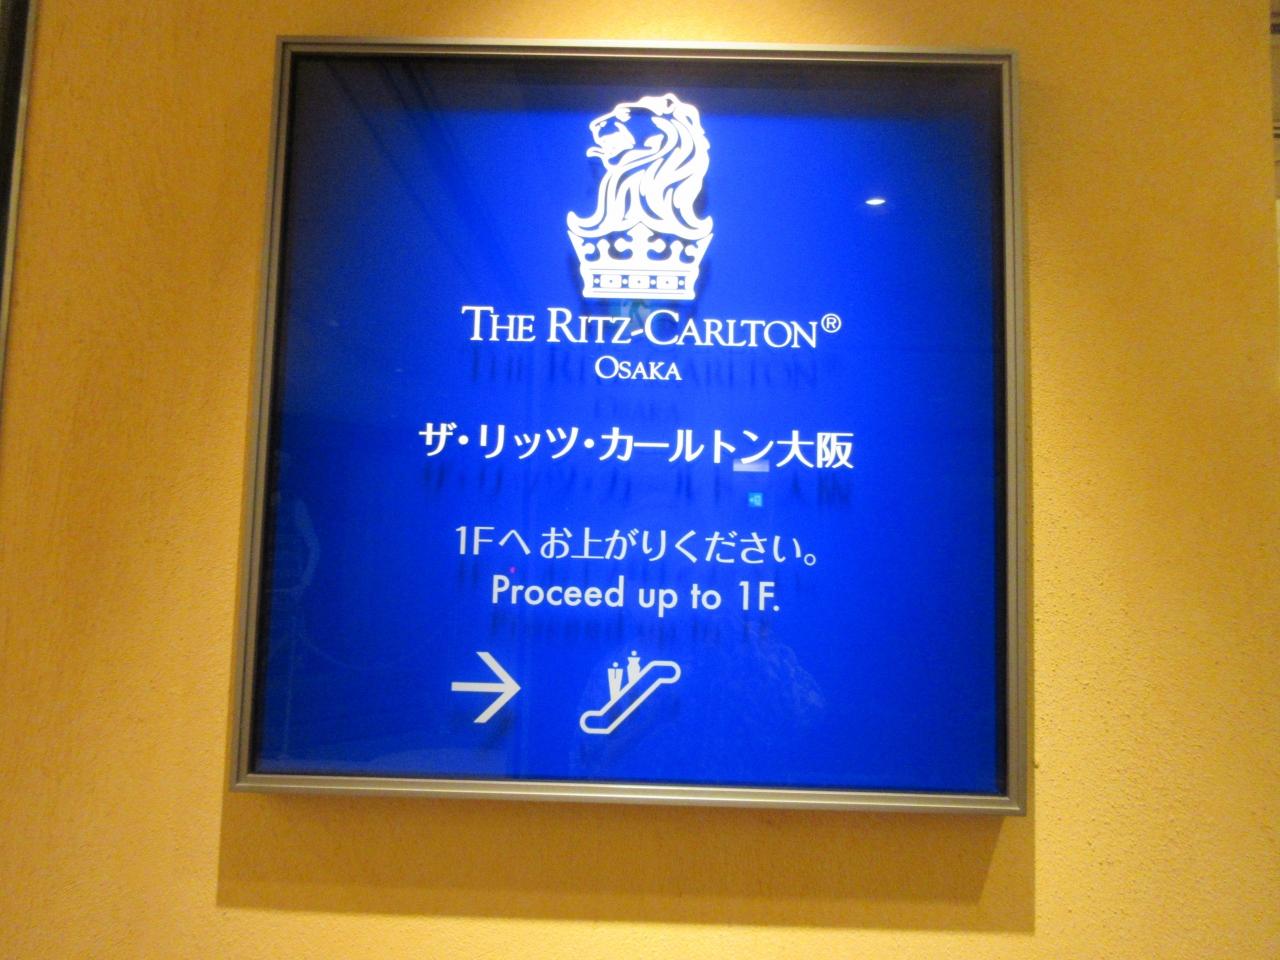 THE RITZ-CARLTON®
OSAKA
ザ・リッツ・カールトン大阪
1Fへお上がりください。
Proceed up to 1F.